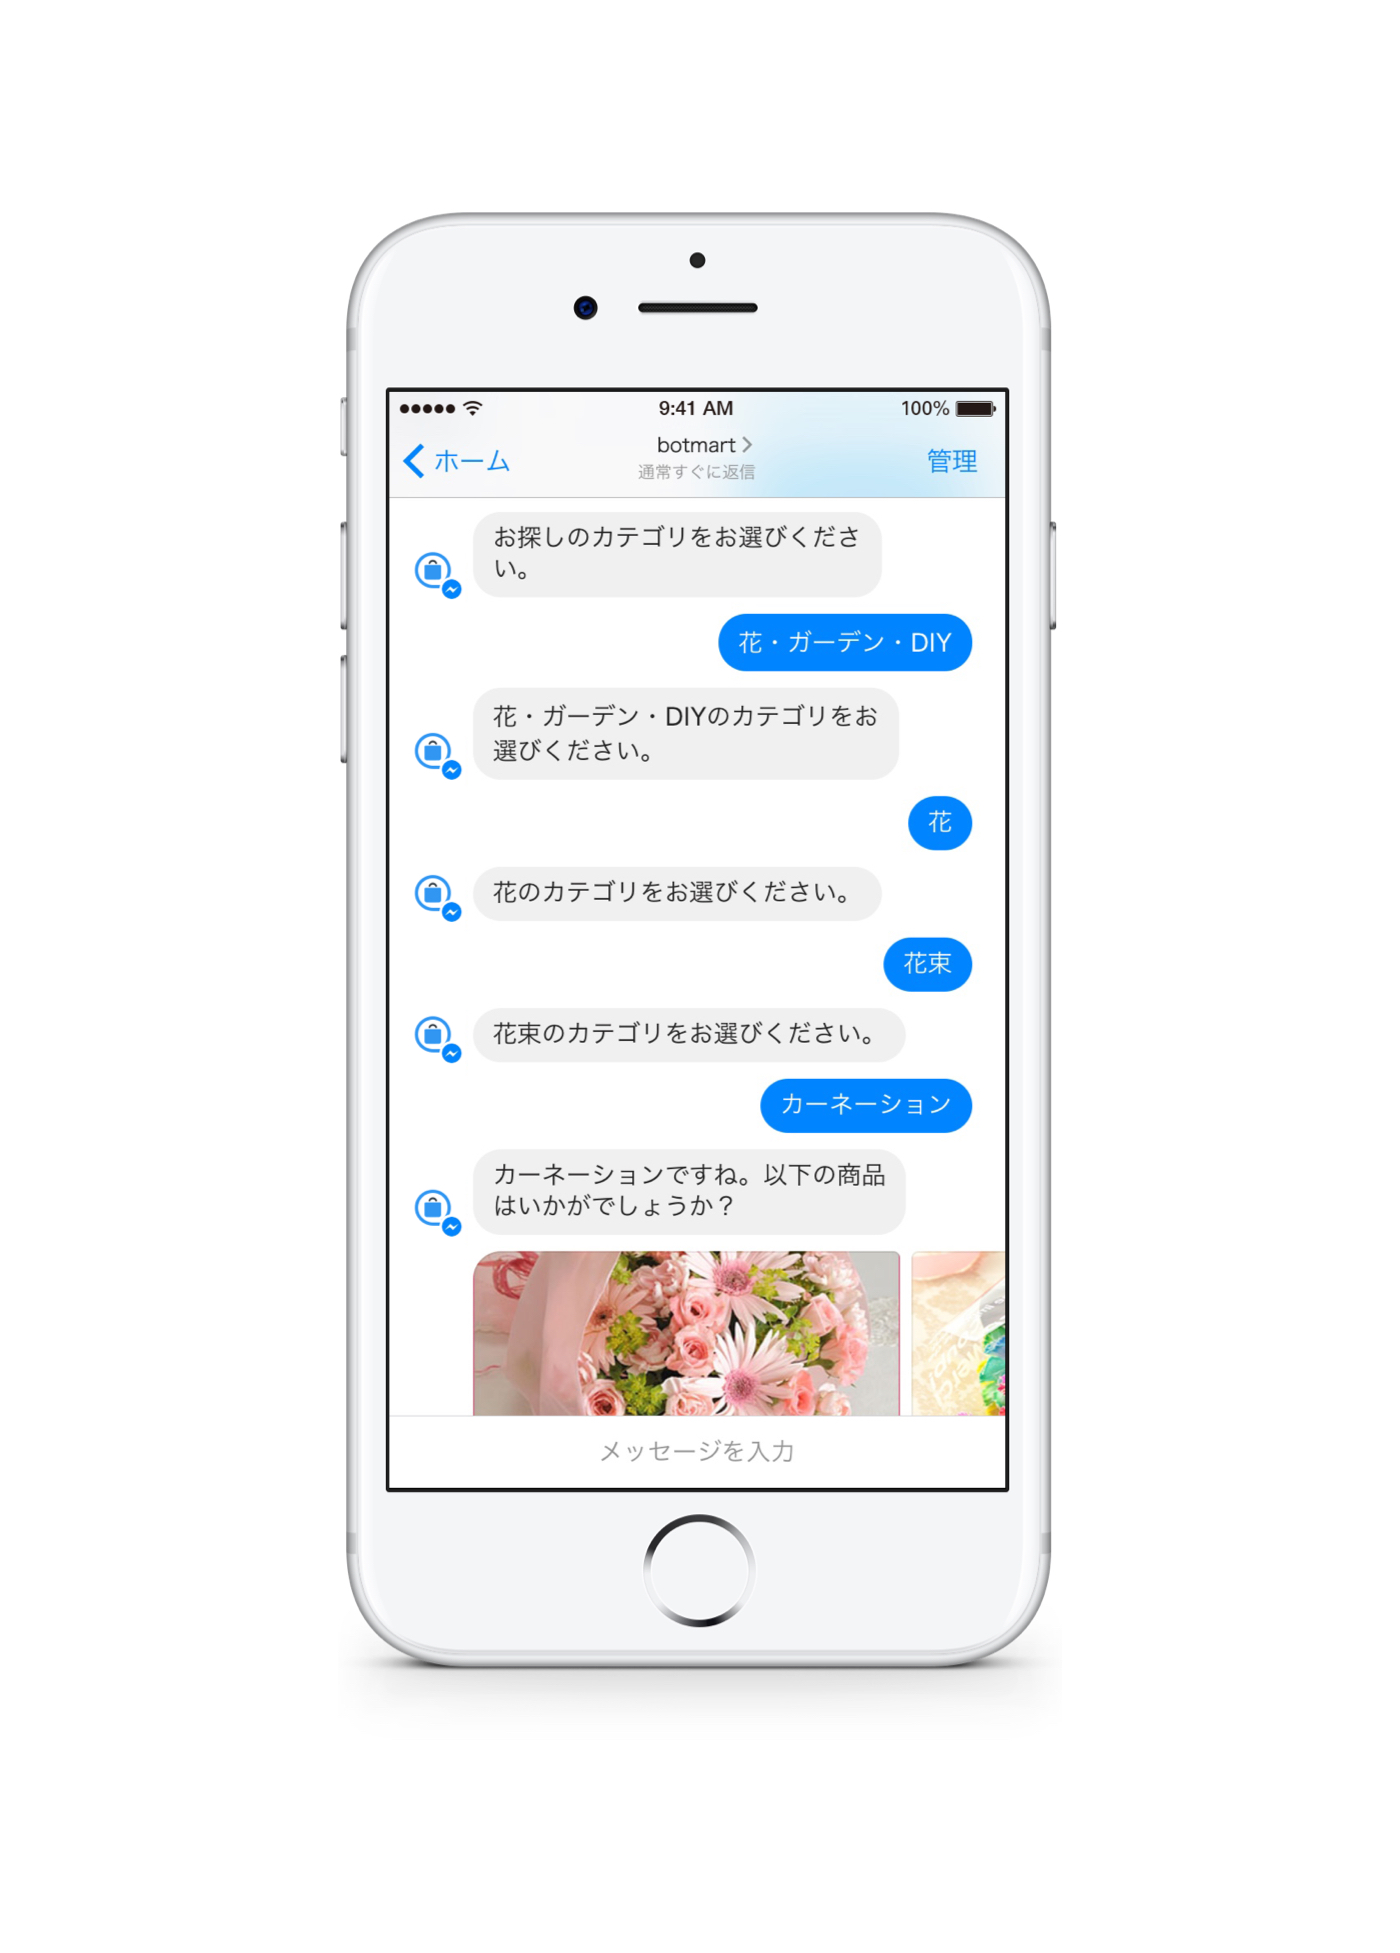 9:41 AM
100%
ホーム
botmart
通常すぐに返信
管理
お探しのカテゴリをお選びくださ
い。
花・ガーデン・DIY
花・ガーデン・DIYのカテゴリをお
選びください。
花
花のカテゴリをお選びください。
花束
花束のカテゴリをお選びください。
カーネーション
カーネーションですね。以下の商品
はいかがでしょうか？
メッセージを入力